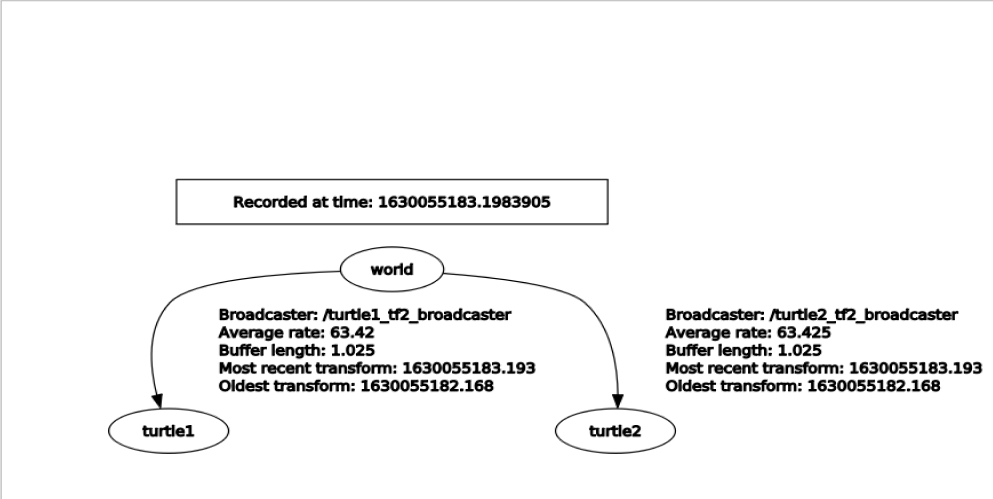 Recorded at time: 1630055183.1983905
world
Broadcaster: /turtle1_tf2_broadcaster
Average rate: 63.42
Buffer length: 1.025
Most recent transform: 1630055183.193
Oldest transform: 1630055182.168
Broadcaster: /turtle2_tf2_broadcaster
Average rate: 63.425
Buffer length: 1.025
Most recent transform: 1630055183.193
Oldest transform: 1630055182.168
turtle1
turtle2